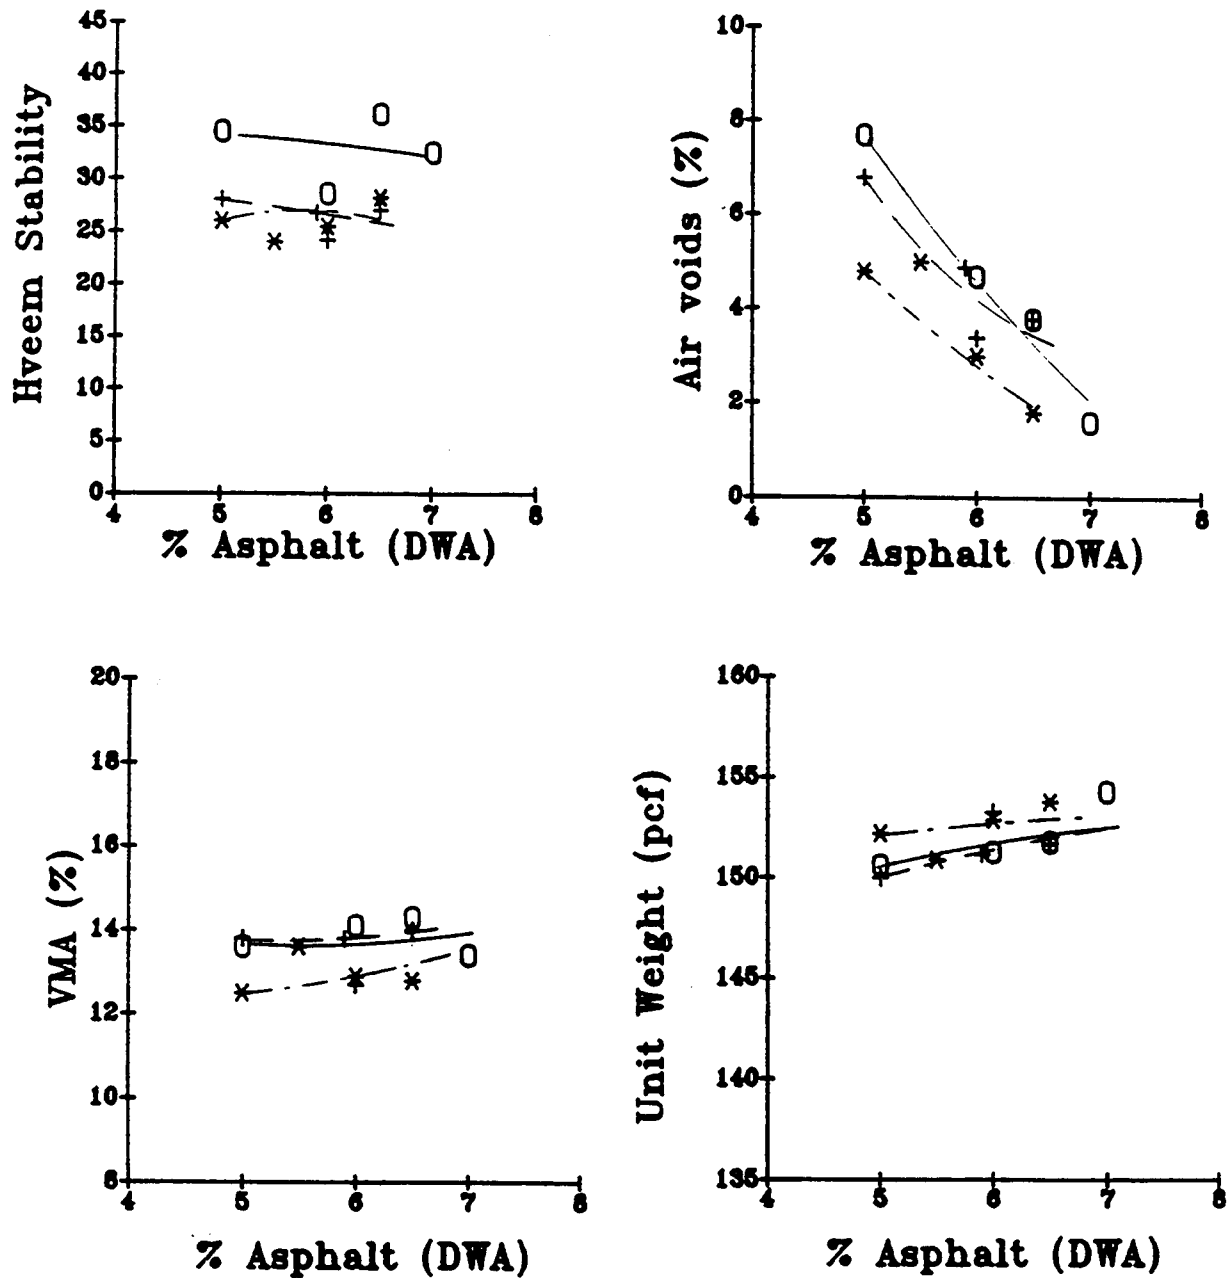 45
40
35
30
25
20
15
10
5
0
4 5 6 7 8
Hveem Stability
% Asphalt (DWA)
10
8
6
4
2
0
4 5 6 7 8
Air voids (%)
% Asphalt (DWA)
20
18
16
14
12
10
8
4 5 6 7 8
VMA (%)
% Asphalt (DWA)
160
155
150
145
140
135
4 5 6 7 8
Unit Weight (pcf)
% Asphalt (DWA)